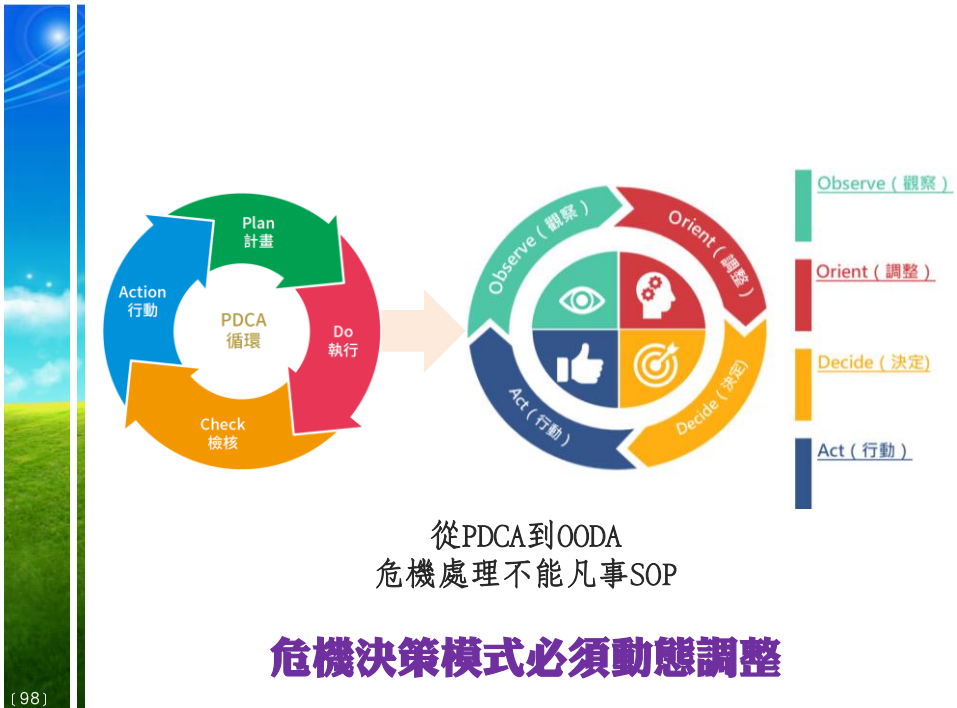 Plan
計畫
Action
行動
PDCA
循環
Do
執行
Check
檢核
Observe（觀察）
Orient（調整）
Decide（決定)
Act（行動）
Observe（觀察）
Orient（調整）
Decide（決定)
Act（行動）
從PDCA到OODA
危機處理不能凡事SOP
危機決策模式必須動態調整
［98］